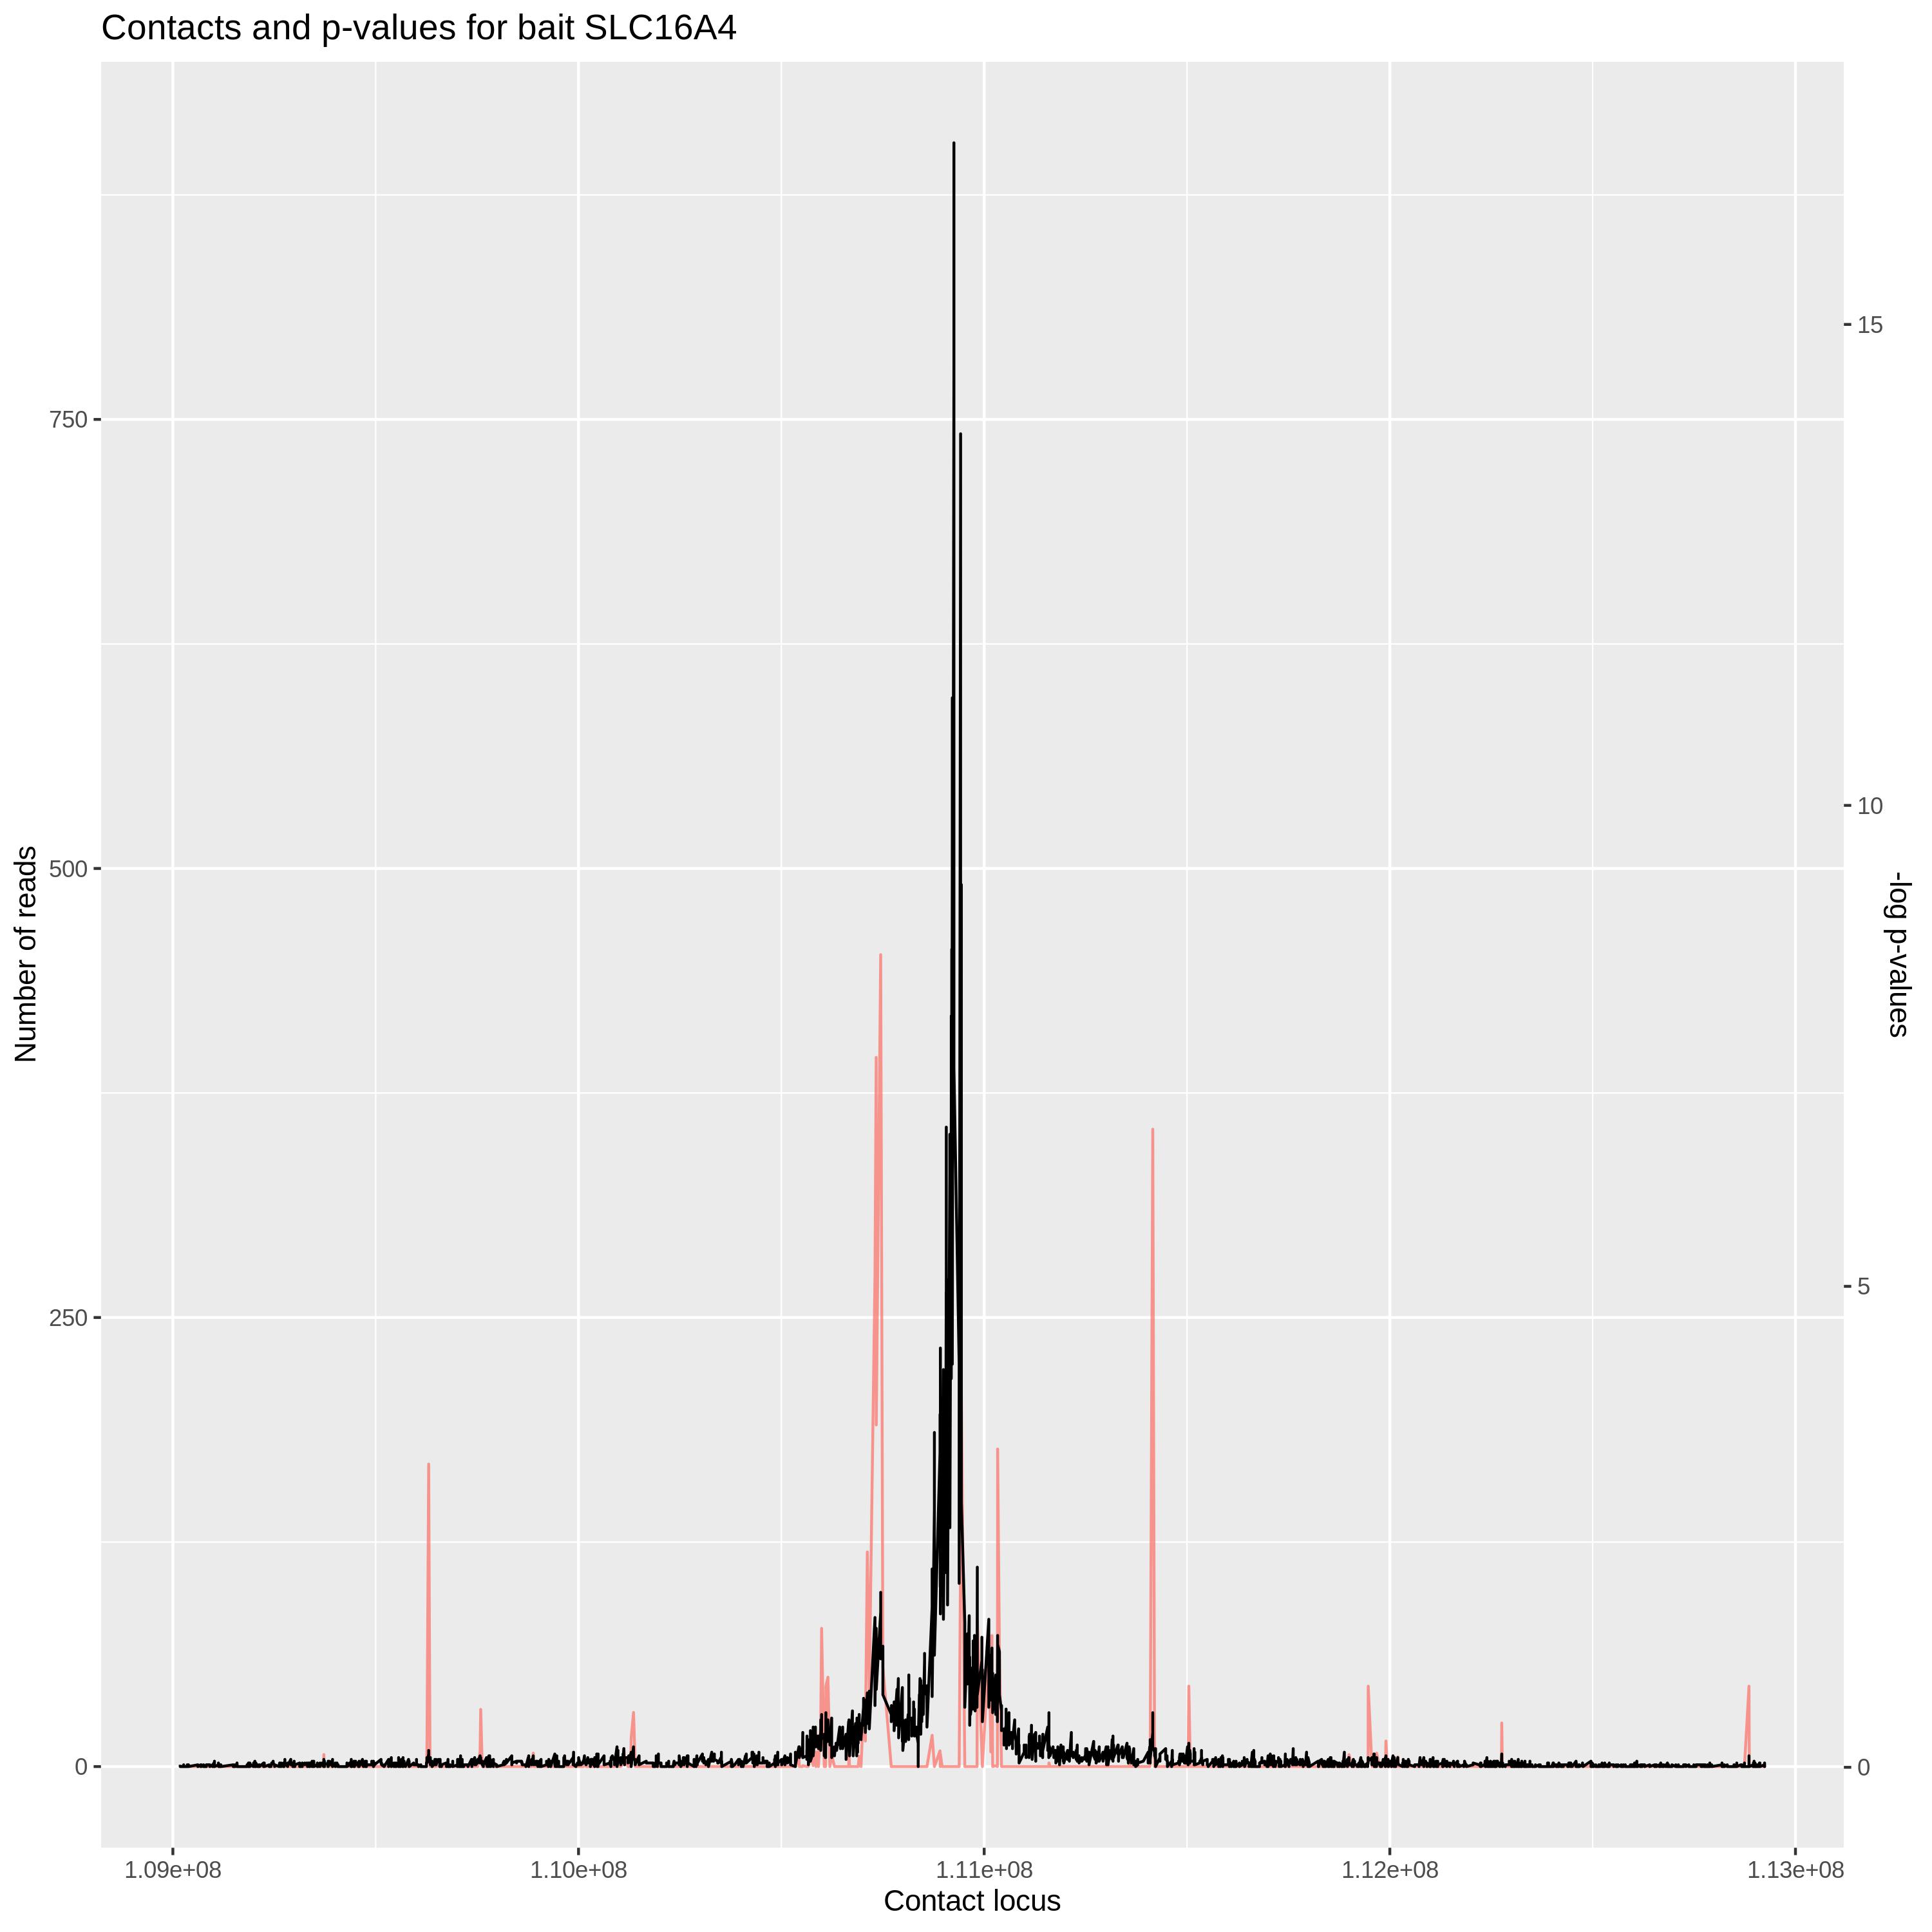 Contacts and p-values for bait SLC16A4
Number of reads
750
500
250
0
15
10
5
0
-log p-values
1.09e+08 1.10e+08 1.11e+08 1.12e+08 1.13e+08
Contact locus